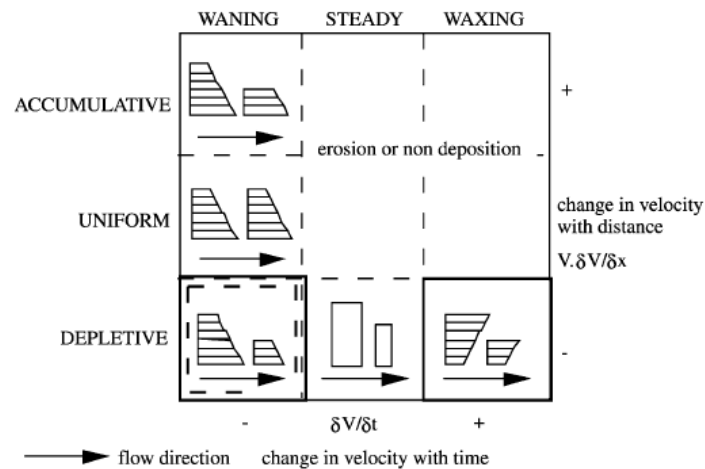 WANING STEADY WAXING
ACCUMULATIVE
+
erosion or non deposition
UNIFORM
change in velocity
with distance
V.δV/δx
DEPLETIVE
-
- δV/δt +
flow direction change in velocity with time